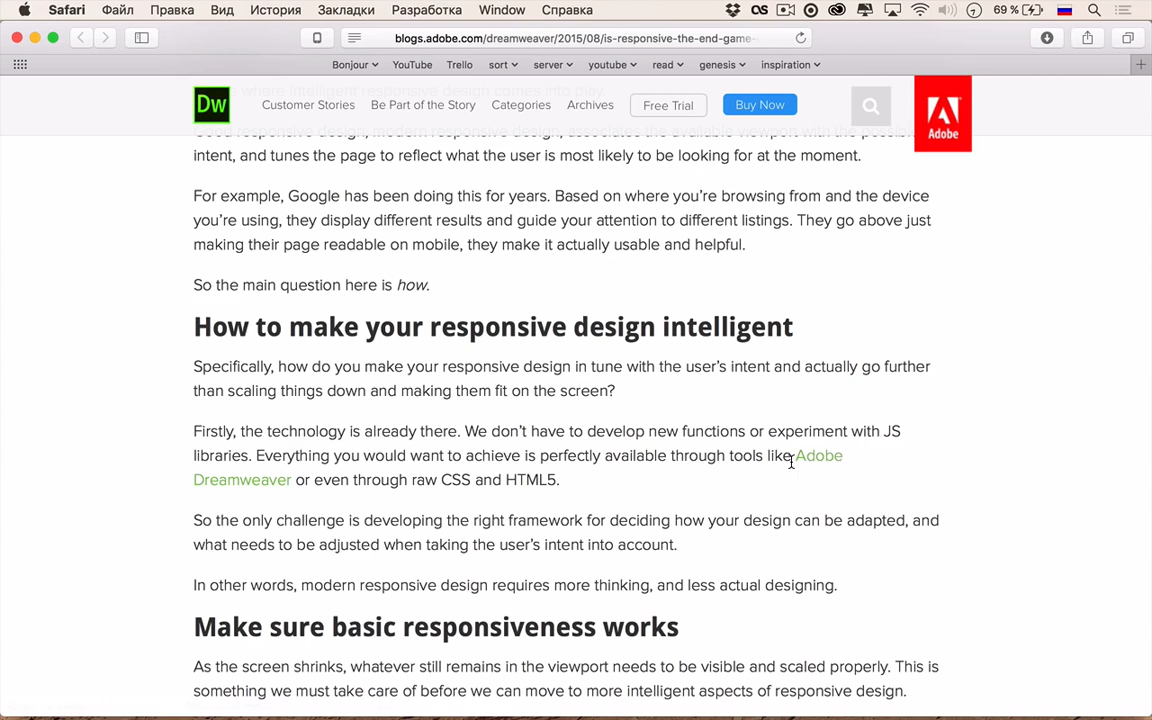 Safari Файл Правка Вид История Закладки Разработка Window Справка 69 %
blogs.adobe.com/dreamweaver/2015/08/is-responsive-the-end-game-
Bonjour YouTube Trello sort server youtube read genesis inspiration
where intelligent responsive design comes into play.
Dw Customer Stories Be Part of the Story Categories Archives Free Trial Buy Now Adobe
Good responsive design, modern responsive design, associates the available viewport with the
intent, and tunes the page to reflect what the user is most likely to be looking for at the moment.
For example, Google has been doing this for years. Based on where you’re browsing from and the device
you’re using, they display different results and guide your attention to different listings. They go above just
making their page readable on mobile, they make it actually usable and helpful.
So the main question here is how.
How to make your responsive design intelligent
Specifically, how do you make your responsive design in tune with the user’s intent and actually go further
than scaling things down and making them fit on the screen?
Firstly, the technology is already there. We don’t have to develop new functions or experiment with JS
libraries. Everything you would want to achieve is perfectly available through tools like Adobe
Dreamweaver or even through raw CSS and HTML5.
So the only challenge is developing the right framework for deciding how your design can be adapted, and
what needs to be adjusted when taking the user’s intent into account.
In other words, modern responsive design requires more thinking, and less actual designing.
Make sure basic responsiveness works
As the screen shrinks, whatever still remains in the viewport needs to be visible and scaled properly. This is
something we must take care of before we can move to more intelligent aspects of responsive design.